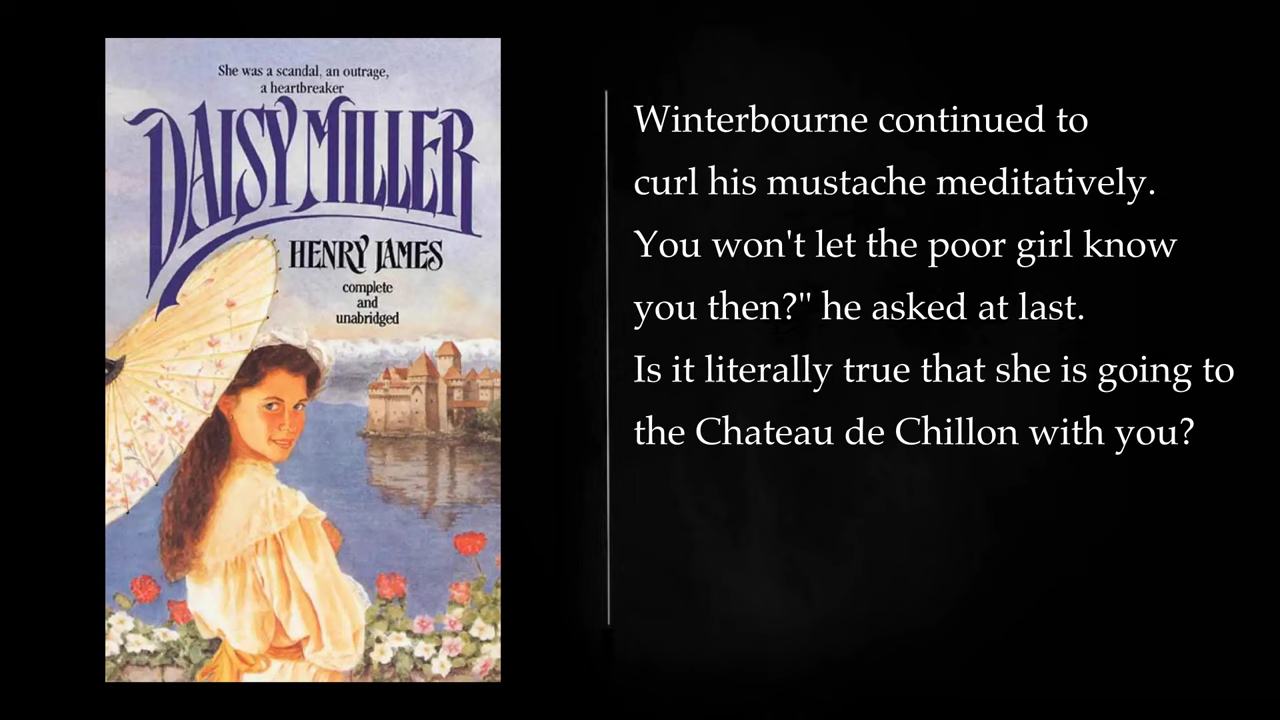 She was a scandal, an outrage,
a heartbreaker
DAISY MILLER
HENRY JAMES
complete
and
unabridged
Winterbourne continued to
curl his mustache meditatively.
You won't let the poor girl know
you then?" he asked at last.
Is it literally true that she is going to
the Chateau de Chillon with you?